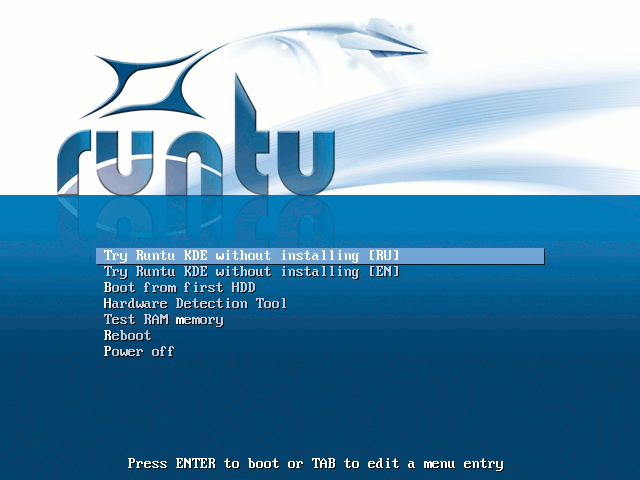 runtu
Try Runtu KDE without installing [RU]
Try Runtu KDE without installing [EN]
Boot from first HDD
Hardware Detection Tool
Test RAM memory
Reboot
Power off
Press ENTER to boot or TAB to edit a menu entry